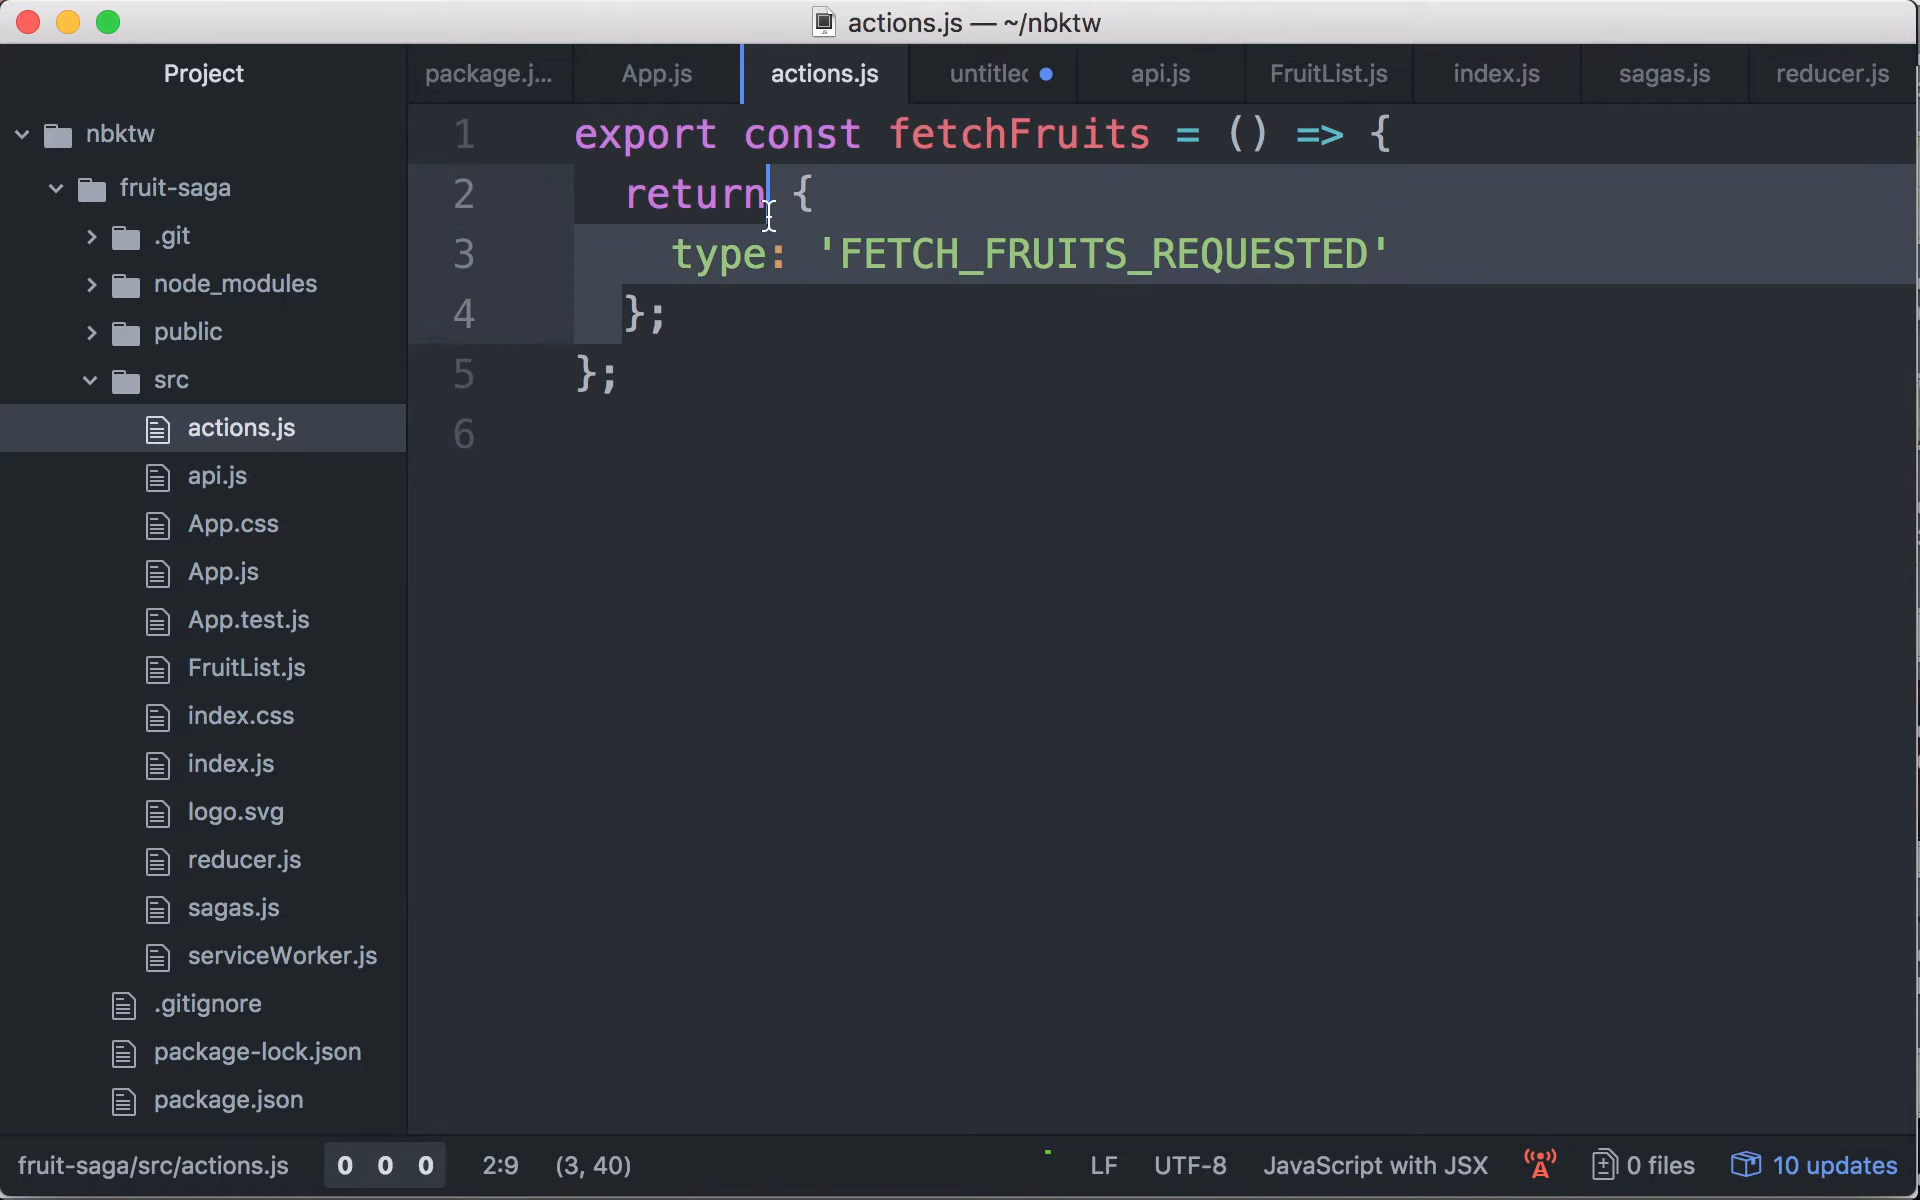 actions.js — ~/nbktw
Project
package.j...
App.js
actions.js
untitlec
api.js
FruitList.js
index.js
sagas.js
reducer.js
nbktw
fruit-saga
.git
node_modules
public
src
actions.js
api.js
App.css
App.js
App.test.js
FruitList.js
index.css
index.js
logo.svg
reducer.js
sagas.js
serviceWorker.js
.gitignore
package-lock.json
package.json
1 export const fetchFruits = () => {
2 return {
3 type: 'FETCH_FRUITS_REQUESTED'
4 };
5 };
6
fruit-saga/src/actions.js 0 0 0 2:9 (3, 40) LF UTF-8 JavaScript with JSX 0 files 10 updates